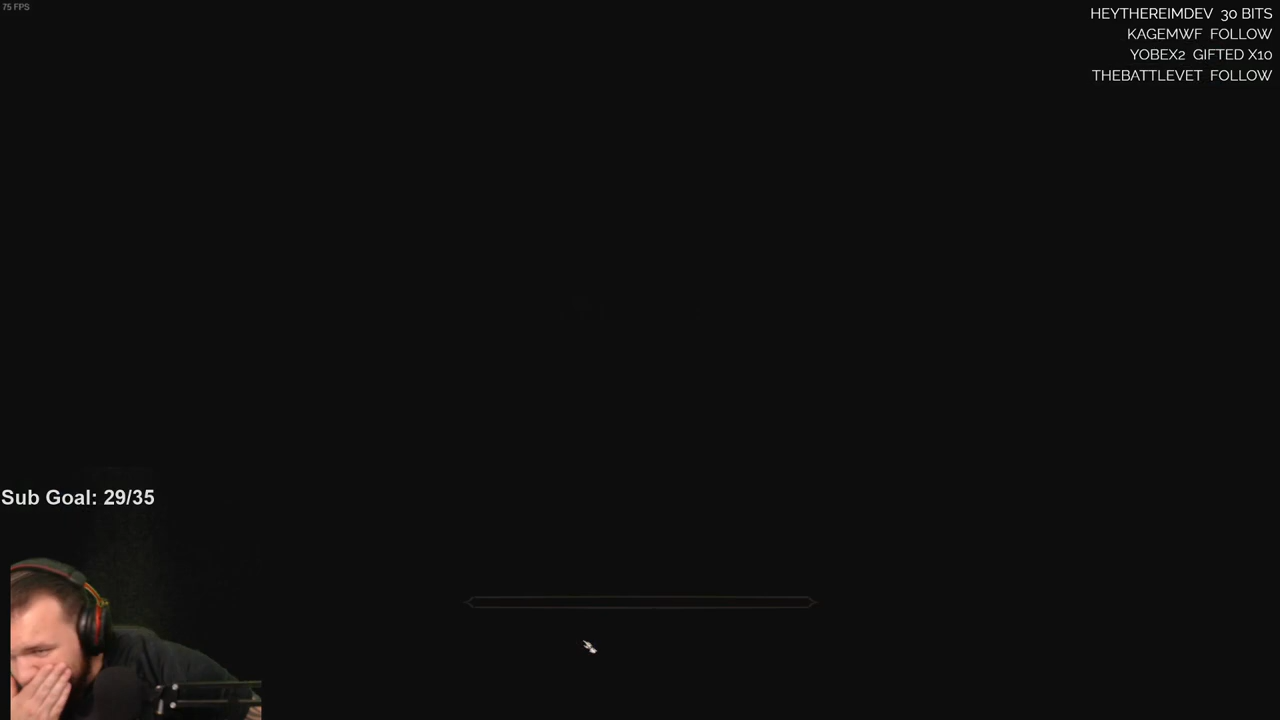 75 FPS
HEYTHEREIMDEV 30 BITS
KAGEMWF FOLLOW
YOBEX2 GIFTED X10
THEBATTLEVET FOLLOW
Sub Goal: 29/35